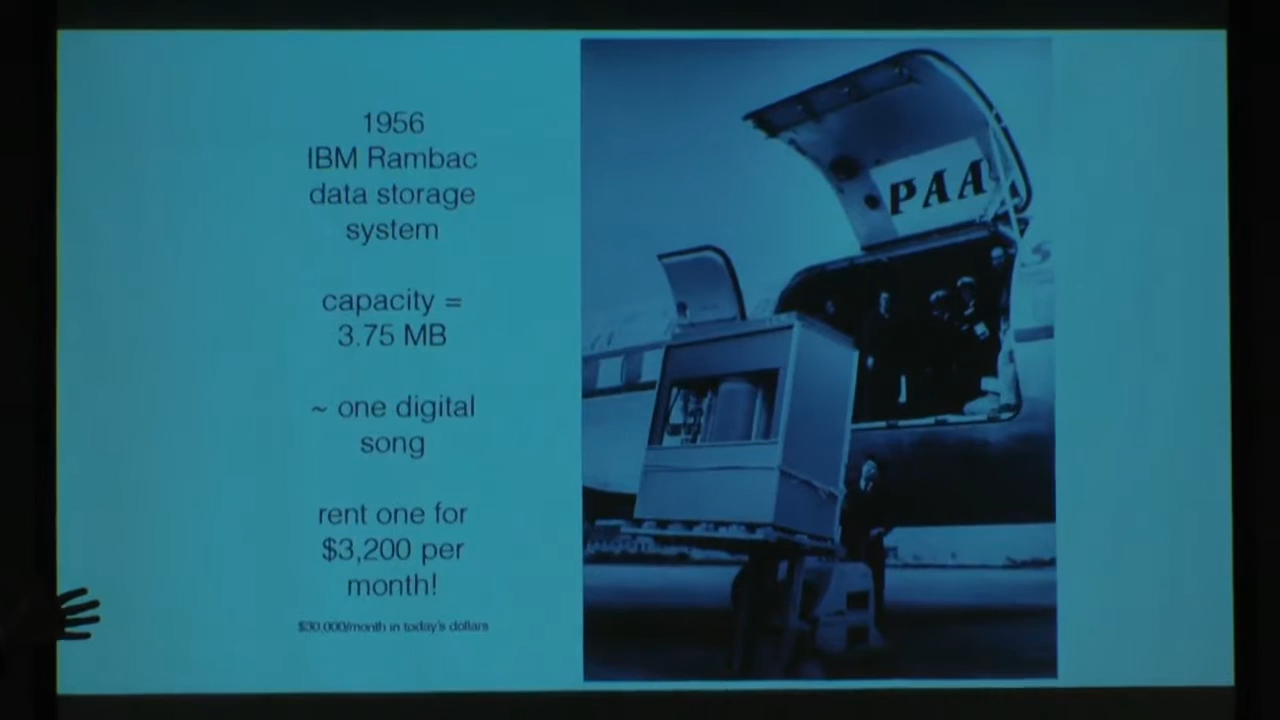 1956
IBM Rambac
data storage
system
capacity =
3.75 MB
~ one digital
song
rent one for
$3,200 per
month!
$30,000/month in today's dollars
PAA